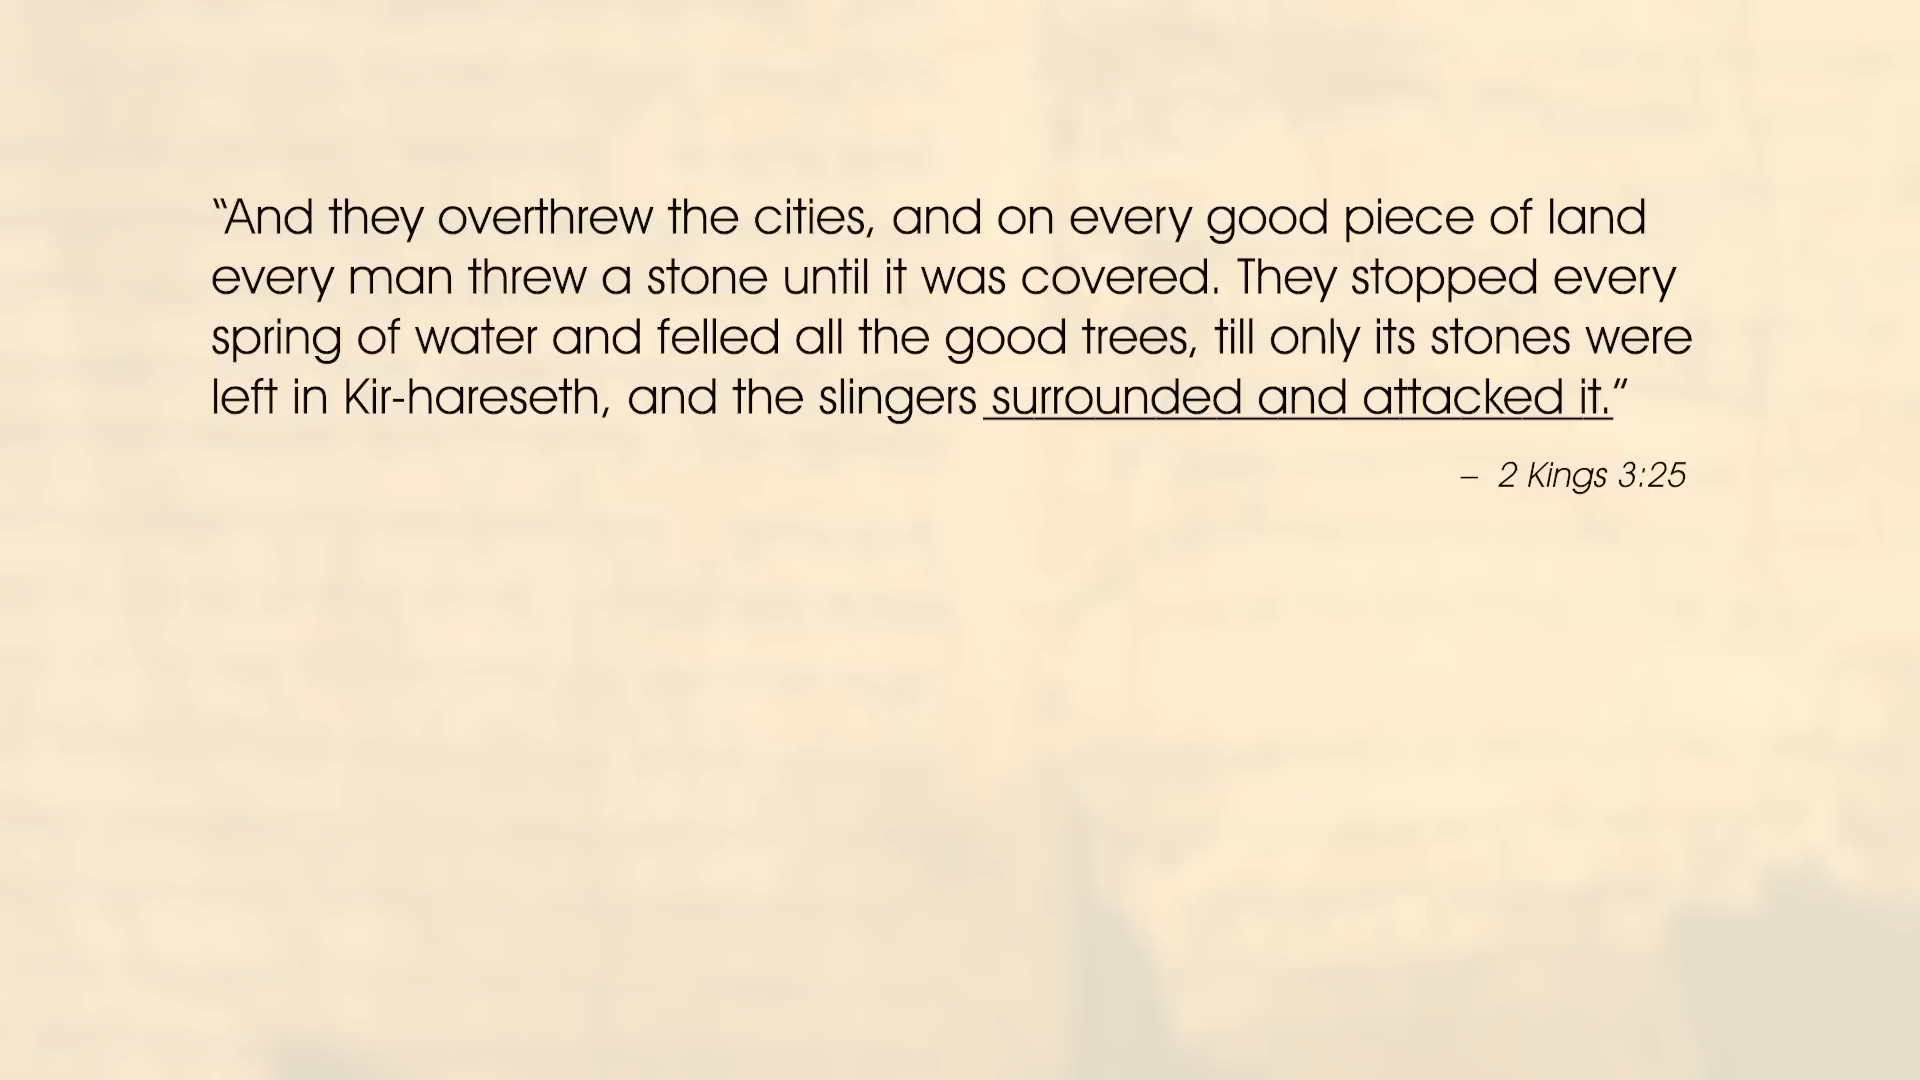 “And they overthrew the cities, and on every good piece of land
every man threw a stone until it was covered. They stopped every
spring of water and felled all the good trees, till only its stones were
left in Kir-hareseth, and the slingers surrounded and attacked it.”
– 2 Kings 3:25